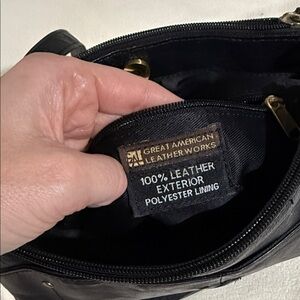 GREAT AMERICAN
LEATHER WORKS
100% LEATHER
EXTERIOR
POLYESTER LINING